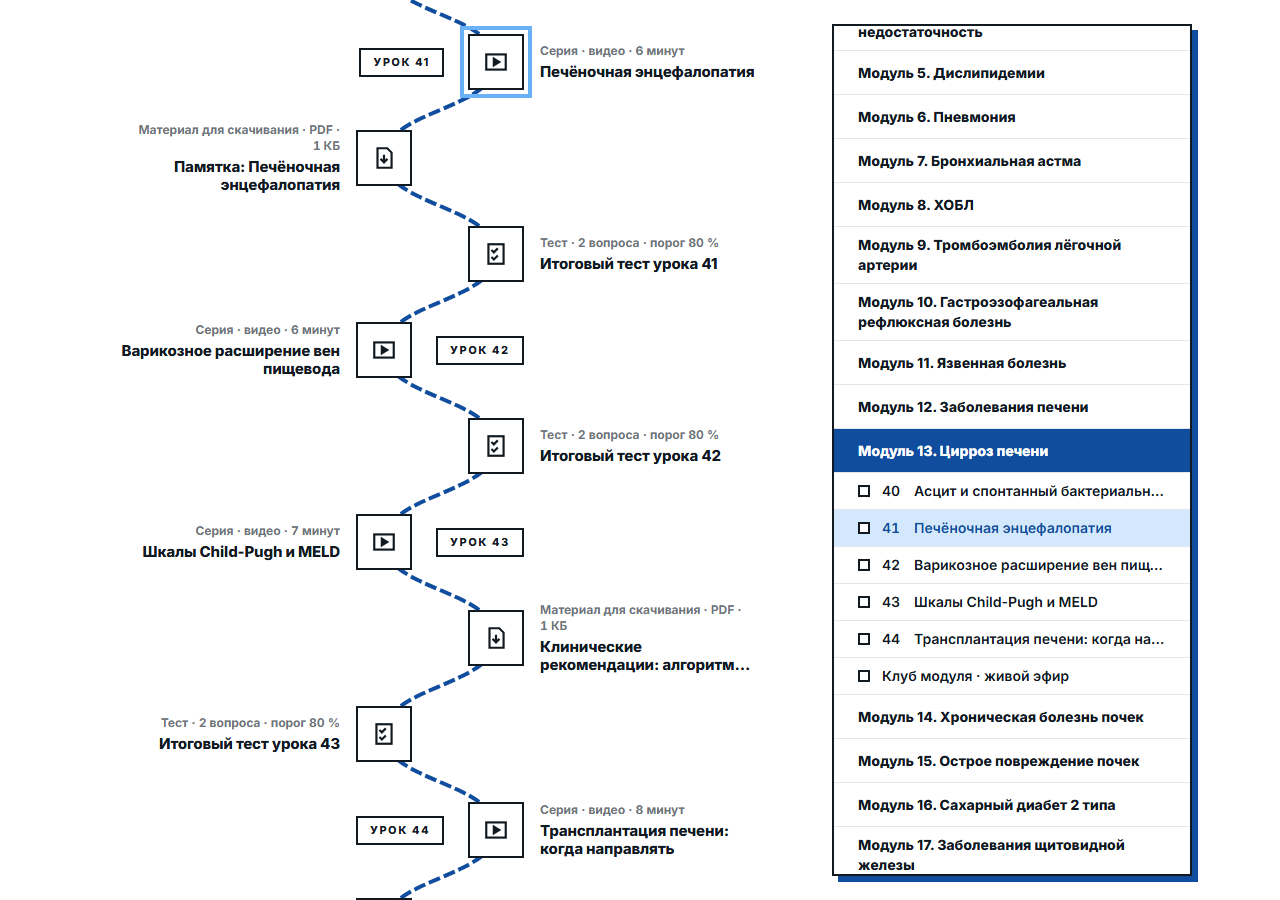 УРОК 41
Серия · видео · 6 минут
Печёночная энцефалопатия
Материал для скачивания · PDF ·
1 КБ
Памятка: Печёночная
энцефалопатия
Тест · 2 вопроса · порог 80 %
Итоговый тест урока 41
Серия · видео · 6 минут
Варикозное расширение вен
пищевода
УРОК 42
Тест · 2 вопроса · порог 80 %
Итоговый тест урока 42
Серия · видео · 7 минут
Шкалы Child-Pugh и MELD
УРОК 43
Материал для скачивания · PDF ·
1 КБ
Клинические
рекомендации: алгоритм...
Тест · 2 вопроса · порог 80 %
Итоговый тест урока 43
УРОК 44
Серия · видео · 8 минут
Трансплантация печени:
когда направлять
недостаточность
Модуль 5. Дислипидемии
Модуль 6. Пневмония
Модуль 7. Бронхиальная астма
Модуль 8. ХОБЛ
Модуль 9. Тромбоэмболия лёгочной
артерии
Модуль 10. Гастроэзофагеальная
рефлюксная болезнь
Модуль 11. Язвенная болезнь
Модуль 12. Заболевания печени
Модуль 13. Цирроз печени
40 Асцит и спонтанный бактериальн...
41 Печёночная энцефалопатия
42 Варикозное расширение вен пищ...
43 Шкалы Child-Pugh и MELD
44 Трансплантация печени: когда на...
Клуб модуля · живой эфир
Модуль 14. Хроническая болезнь почек
Модуль 15. Острое повреждение почек
Модуль 16. Сахарный диабет 2 типа
Модуль 17. Заболевания щитовидной
железы